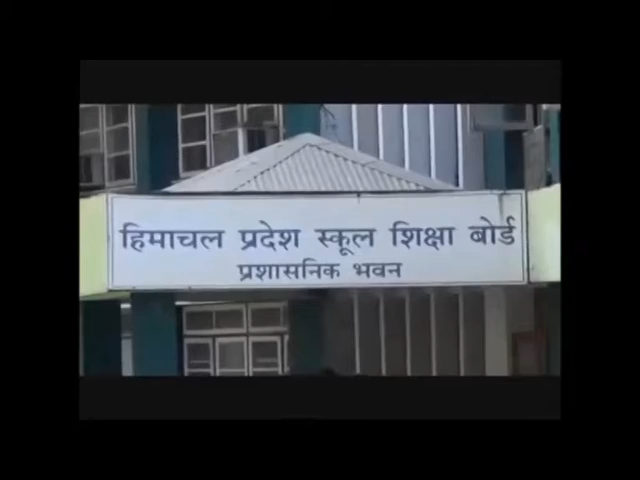 हिमाचल प्रदेश स्कूल शिक्षा बोर्ड
प्रशासनिक भवन